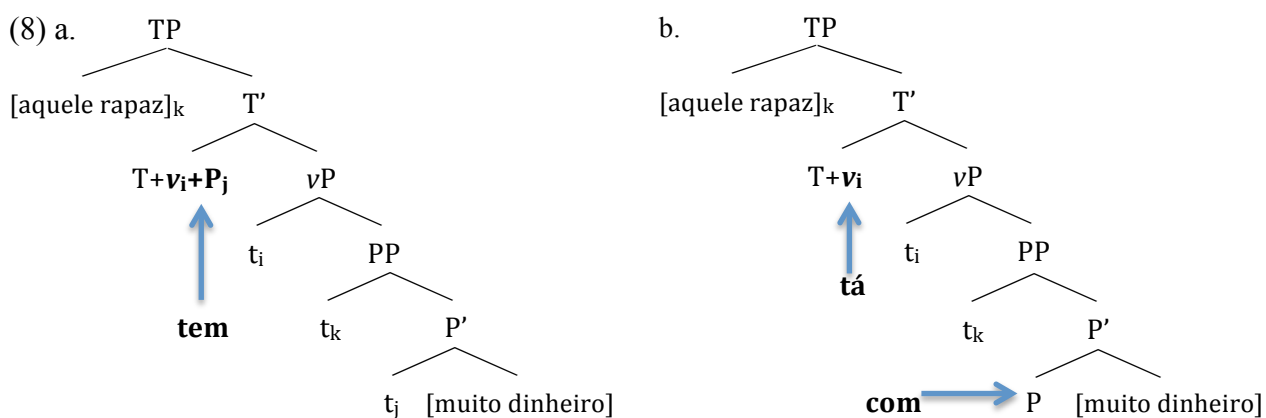 (8) a. TP
[aquele rapaz]k T’
T+vi+Pj vP
ti PP
tem
tk P’
tj [muito dinheiro]
b. TP
[aquele rapaz]k T’
T+vi vP
ti PP
tá
tk P’
com P [muito dinheiro]